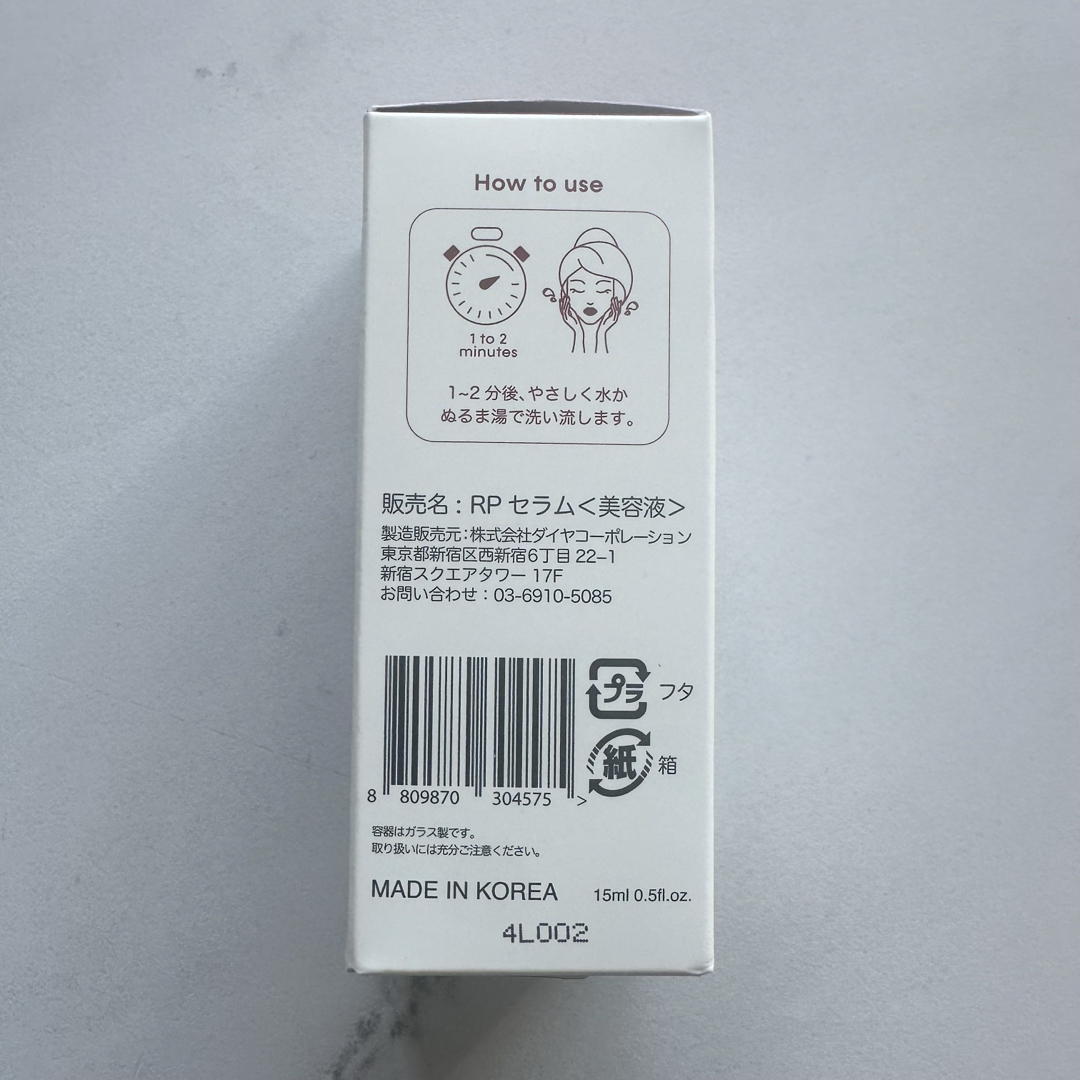 How to use
1 to 2
minutes
1~2 分後、やさしく水か
ぬるま湯で洗い流します。
販売名：RP セラム＜美容液＞
製造販売元：株式会社ダイヤコーポレーション
東京都新宿区西新宿6丁目 22−1
新宿スクエアタワー 17F
お問い合わせ：03-6910-5085
プラ フタ
紙 箱
8 809870 304575 >
容器はガラス製です。
取り扱いには充分ご注意ください。
MADE IN KOREA 15ml 0.5fl.oz.
4L002